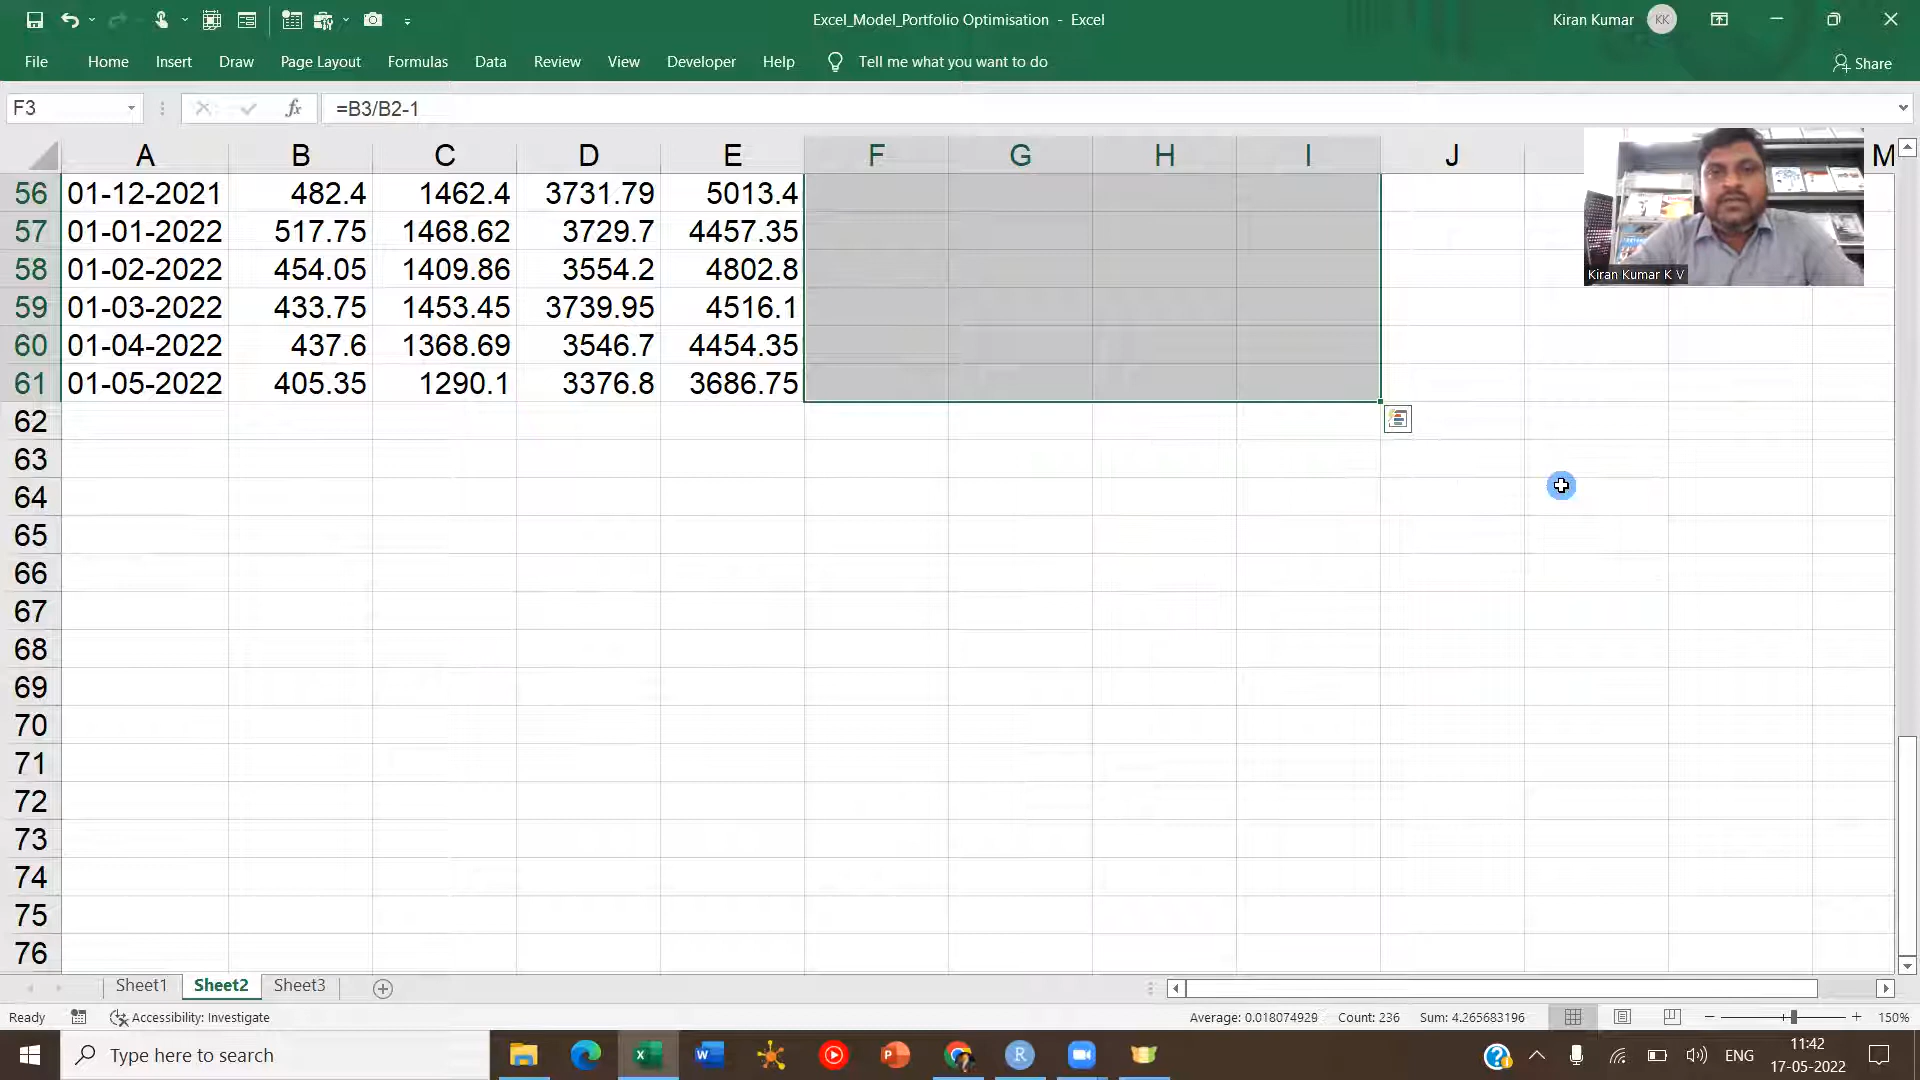 Excel_Model_Portfolio Optimisation - Excel
Kiran Kumar
KK
File Home Insert Draw Page Layout Formulas Data Review View Developer Help Tell me what you want to do
Share
F3
fx
=B3/B2-1
A B C D E F G H I J M
56 01-12-2021 482.4 1462.4 3731.79 5013.4
57 01-01-2022 517.75 1468.62 3729.7 4457.35
58 01-02-2022 454.05 1409.86 3554.2 4802.8
59 01-03-2022 433.75 1453.45 3739.95 4516.1
60 01-04-2022 437.6 1368.69 3546.7 4454.35
61 01-05-2022 405.35 1290.1 3376.8 3686.75
Kiran Kumar K V
62
63
64
65
66
67
68
69
70
71
72
73
74
75
76
Sheet1 Sheet2 Sheet3
Ready Accessibility: Investigate Average: 0.018074929 Count: 236 Sum: 4.265683196 150%
Type here to search
ENG
11:42
17-05-2022